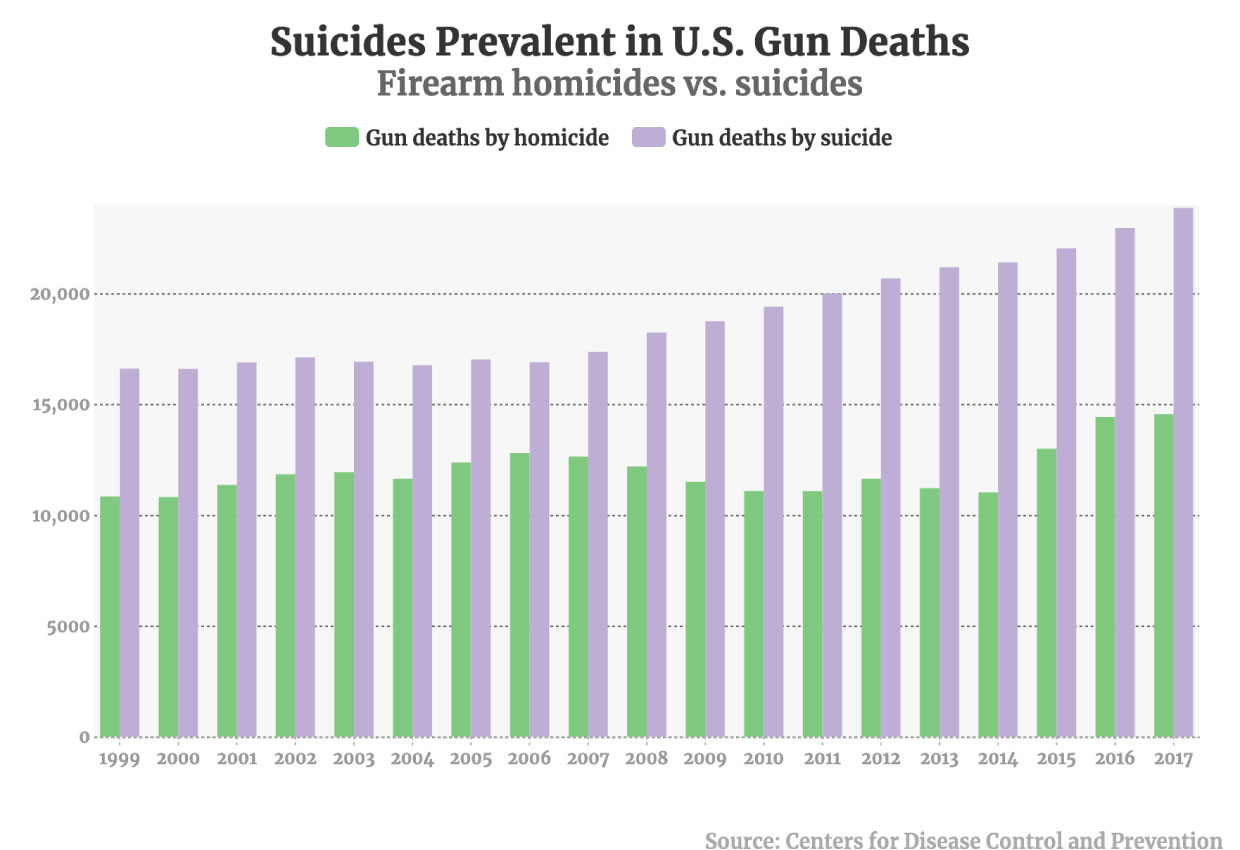 Suicides Prevalent in U.S. Gun Deaths
Firearm homicides vs. suicides
Gun deaths by homicide Gun deaths by suicide
20,000
15,000
10,000
5000
0
1999 2000 2001 2002 2003 2004 2005 2006 2007 2008 2009 2010 2011 2012 2013 2014 2015 2016 2017
Source: Centers for Disease Control and Prevention